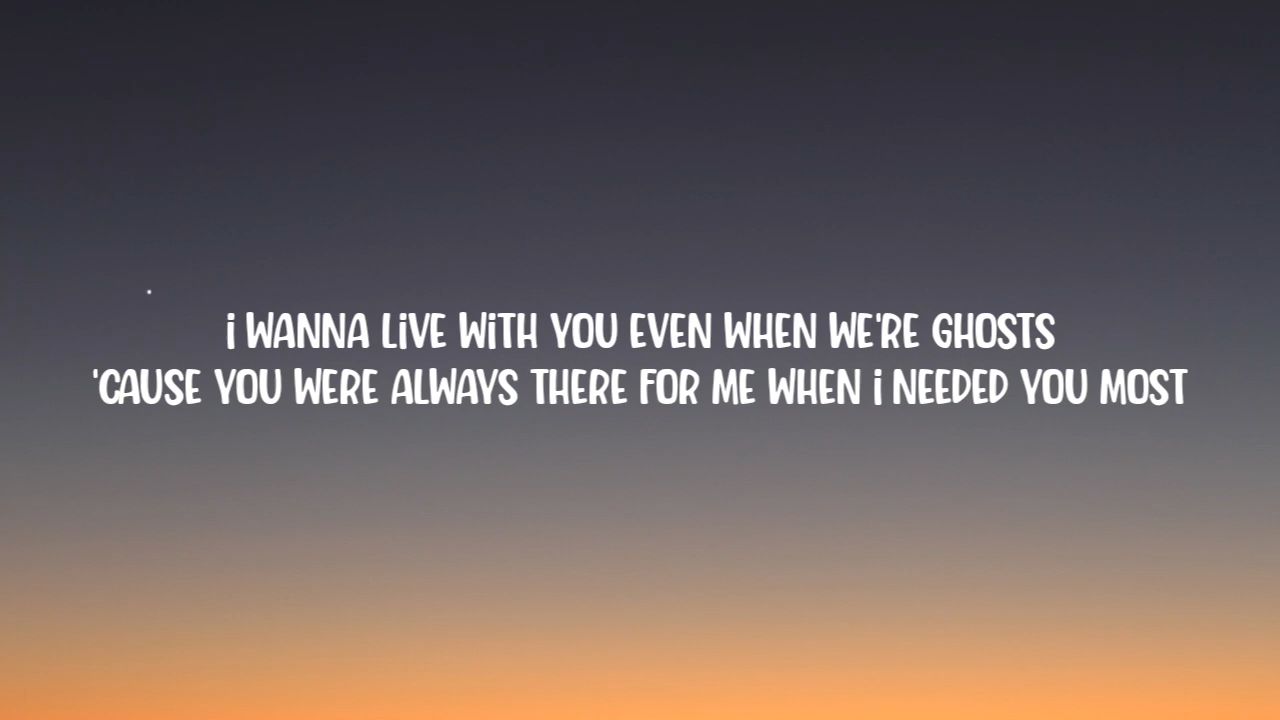 i WANNA LiVE WiTH YOU EVEN WHEN WE'RE GHOSTS
'CAUSE YOU WERE ALWAYS THERE FOR ME WHEN i NEEDED YOU MOST